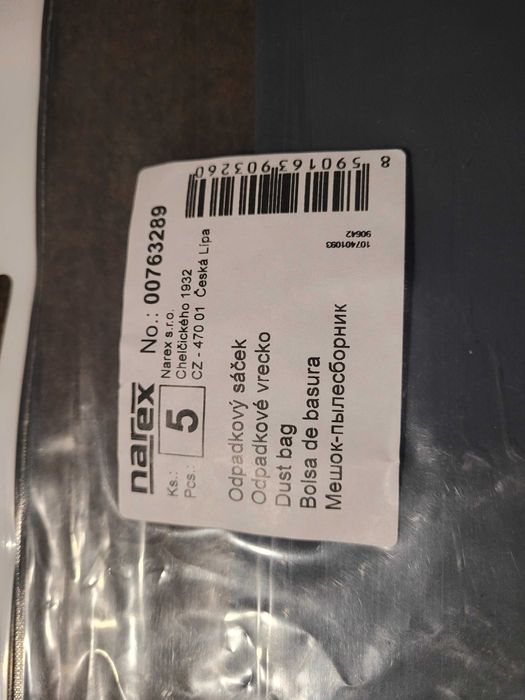 narex No.: 00763289
Ks.:
Pcs.:
5
Narex s.r.o.
Chelčického 1932
CZ - 470 01 Česká Lípa
Odpadkový sáček
Odpadkové vrecko
Dust bag
Bolsa de basura
Мешок-пылесборник
8 590163 903260
107401093
90642